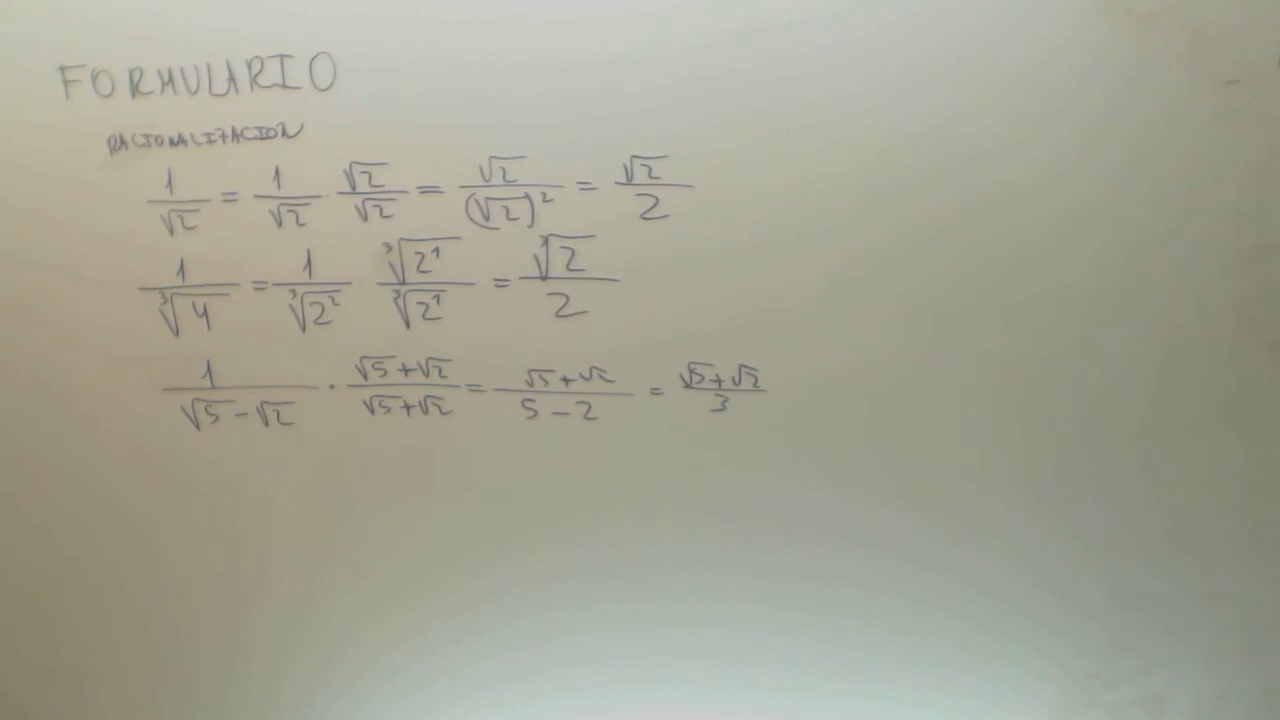 FORMULARIO
RACIONALIZACION
1/√2 = 1/√2 · √2/√2 = √2/(√2)² = √2/2
1/∛4 = 1/∛2² ∛2¹/∛2¹ = ∛2/2
1/(√5-√2) · (√5+√2)/(√5+√2) = (√5+√2)/(5-2) = (√5+√2)/3